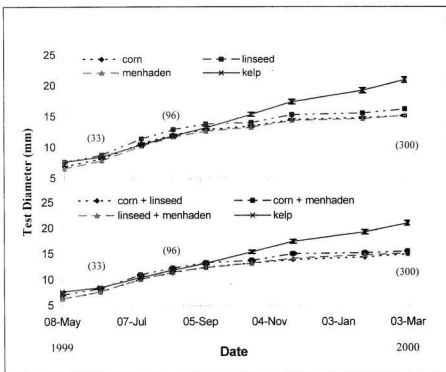 25
corn
linseed
menhaden
kelp
20
15
(33)
(96)
10
(300)
5
Test Diameter (mm)
25
corn + linseed
corn + menhaden
linseed + menhaden
kelp
20
15
(33)
(96)
10
(300)
5
08-May
07-Jul
05-Sep
04-Nov
03-Jan
03-Mar
1999
Date
2000